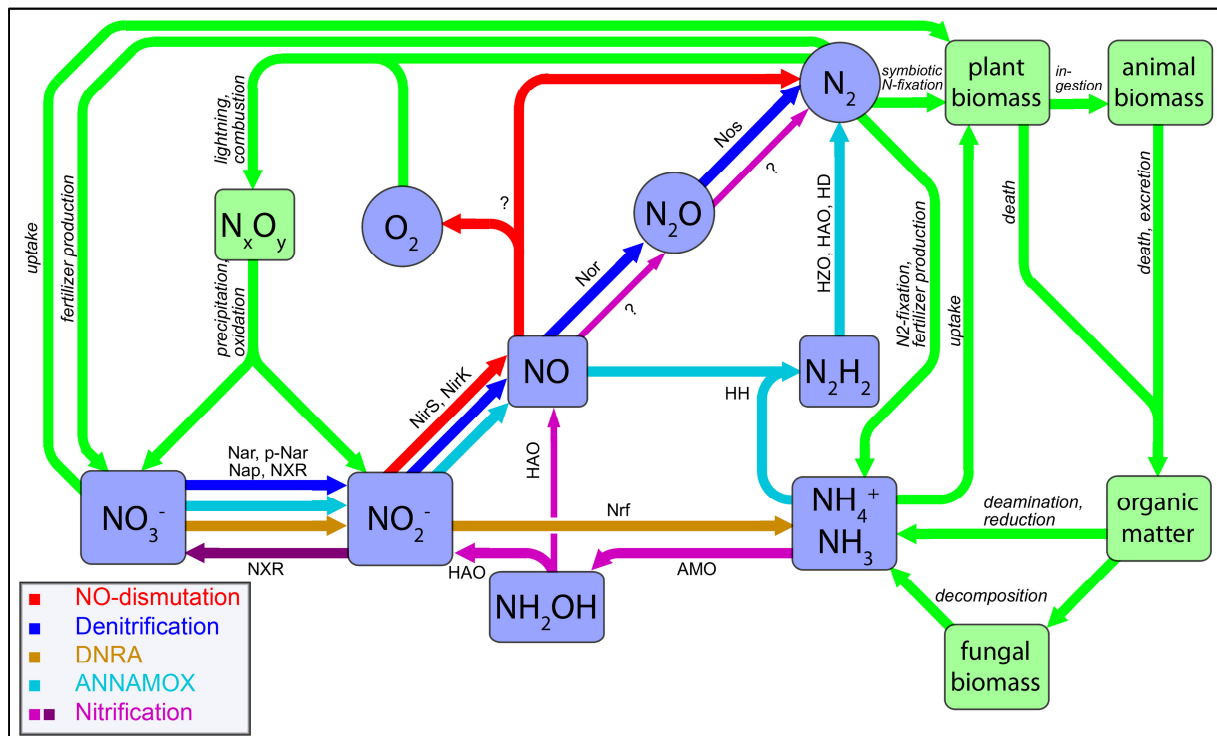 N₂
symbiotic
N-fixation
plant
biomass
in-
gestion
animal
biomass
lightning,
combustion
uptake
fertilizer production
NₓOᵧ
O₂
?
N₂O
Nos
?
HZO, HAO, HD
N2-fixation,
fertilizer production
uptake
death
death, excretion
precipitation,
oxidation
Nor
?
NO
N₂H₂
HH
NirS, NirK
HAO
Nar, p-Nar
Nap, NXR
NO₃⁻
NO₂⁻
Nrf
NH₄⁺
NH₃
deamination,
reduction
organic
matter
NXR
HAO
AMO
NH₂OH
decomposition
fungal
biomass
NO-dismutation
Denitrification
DNRA
ANNAMOX
Nitrification